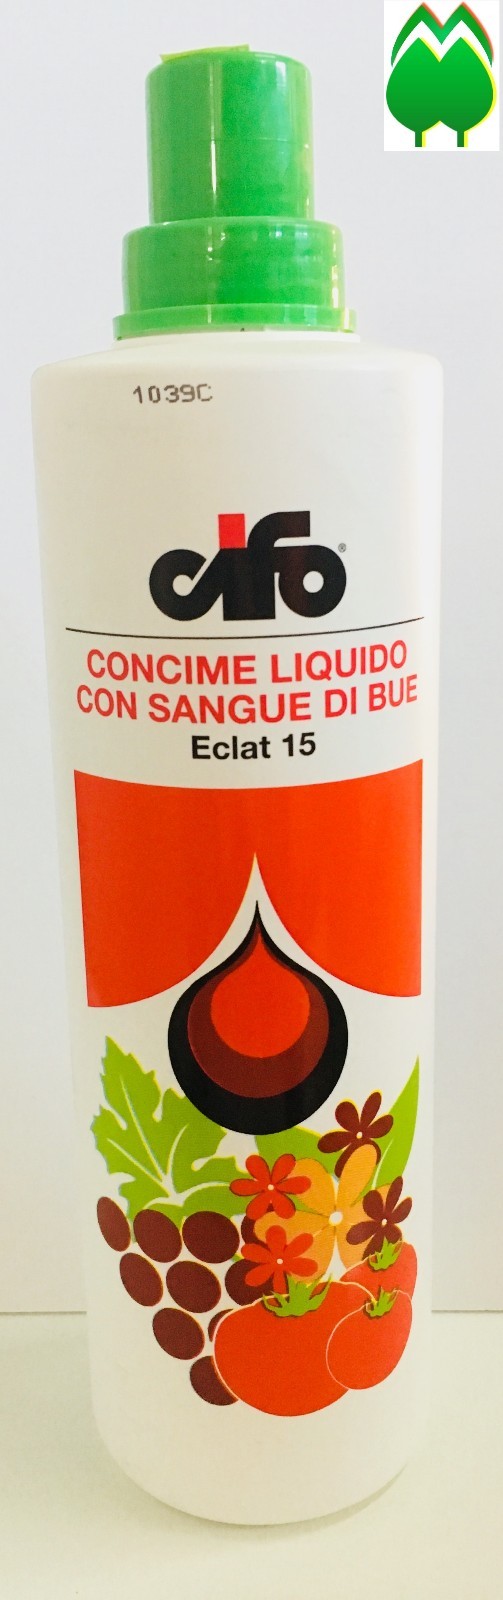 1039C
cifo®
CONCIME LIQUIDO
CON SANGUE DI BUE
Eclat 15